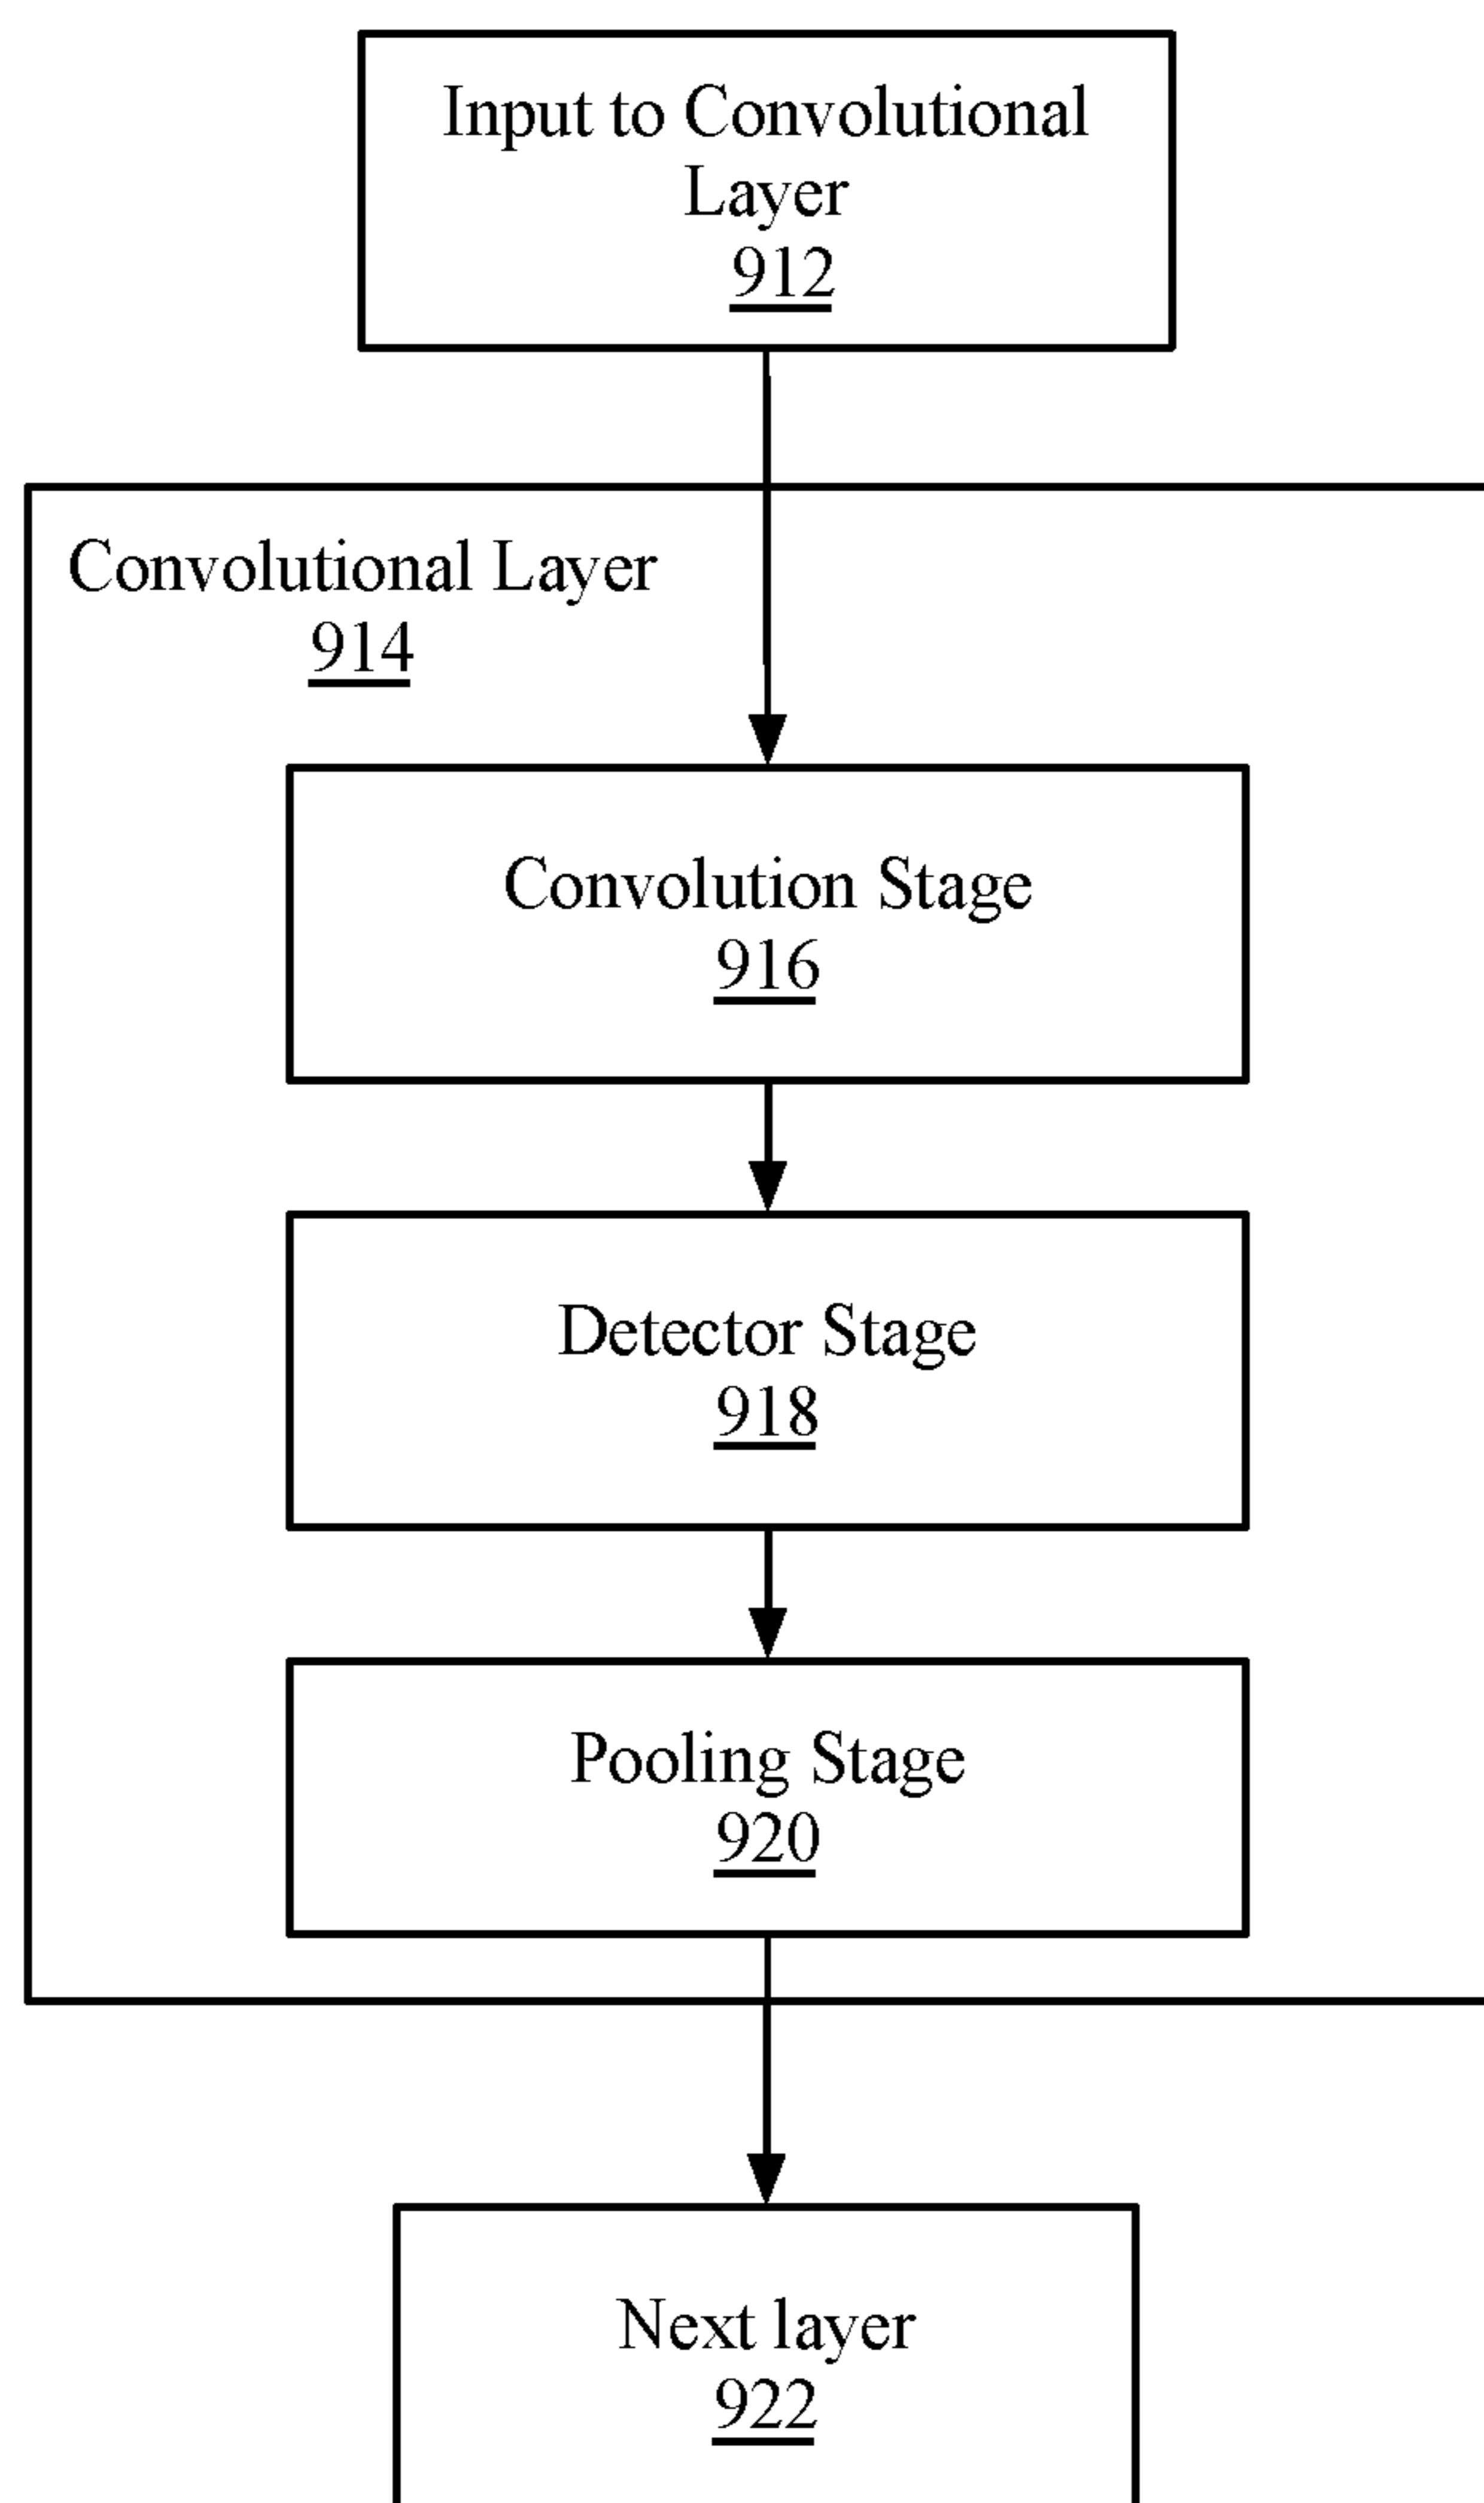 Input to Convolutional
Layer
912
Convolutional Layer
914
Convolution Stage
916
Detector Stage
918
Pooling Stage
920
Next layer
922